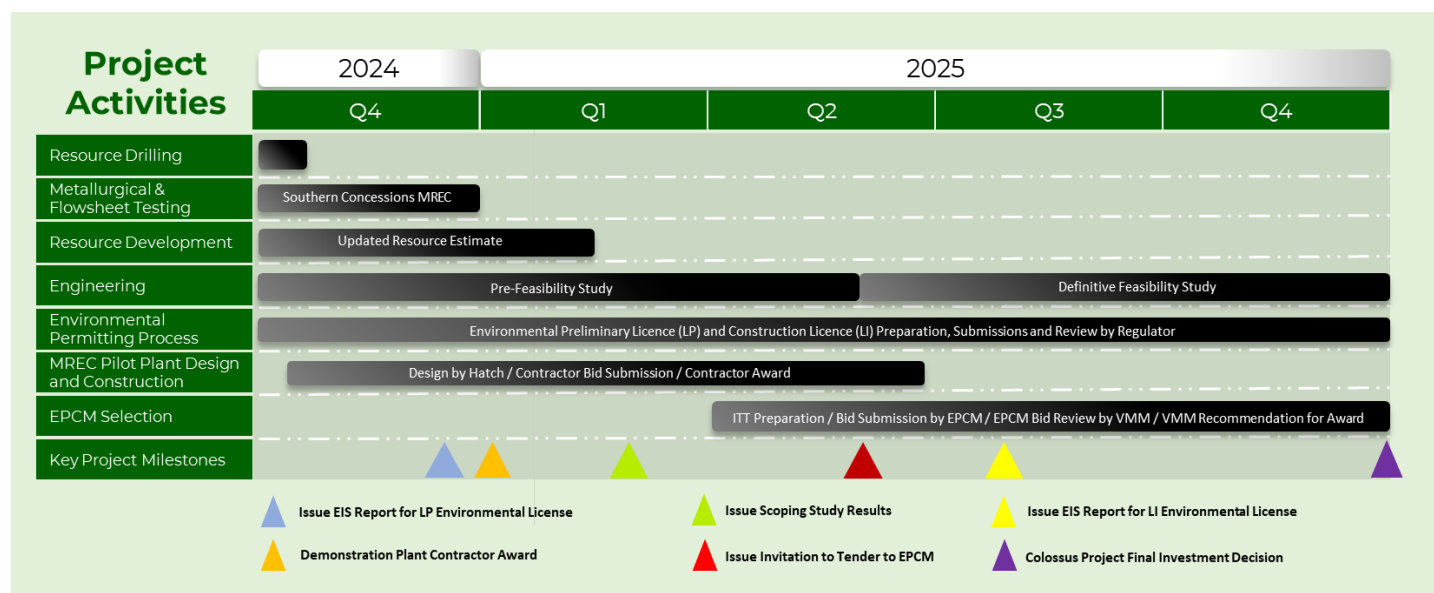 Project
Activities
2024
2025
Q4
Q1
Q2
Q3
Q4
Resource Drilling
Metallurgical &
Flowsheet Testing
Southern Concessions MREC
Resource Development
Updated Resource Estimate
Engineering
Pre-Feasibility Study
Definitive Feasibility Study
Environmental
Permitting Process
Environmental Preliminary Licence (LP) and Construction Licence (LI) Preparation, Submissions and Review by Regulator
MREC Pilot Plant Design
and Construction
Design by Hatch / Contractor Bid Submission / Contractor Award
EPCM Selection
ITT Preparation / Bid Submission by EPCM / EPCM Bid Review by VMM / VMM Recommendation for Award
Key Project Milestones
Issue EIS Report for LP Environmental License
Issue Scoping Study Results
Issue EIS Report for LI Environmental License
Demonstration Plant Contractor Award
Issue Invitation to Tender to EPCM
Colossus Project Final Investment Decision